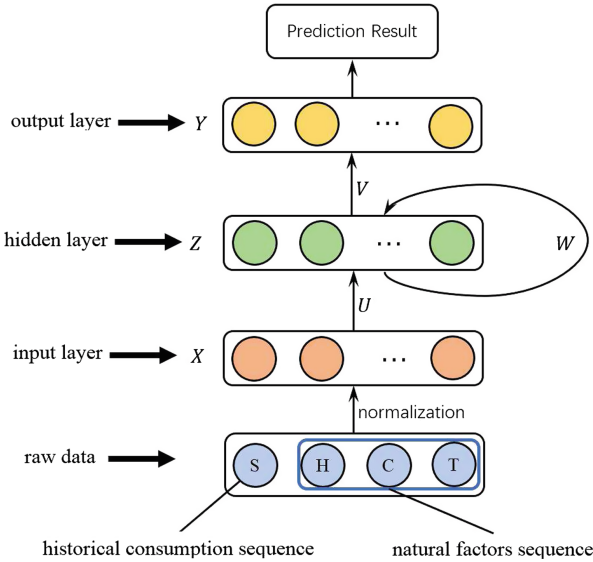 Prediction Result
output layer Y ...
V
hidden layer Z ... W
U
input layer X ...
normalization
raw data S H C T
historical consumption sequence natural factors sequence